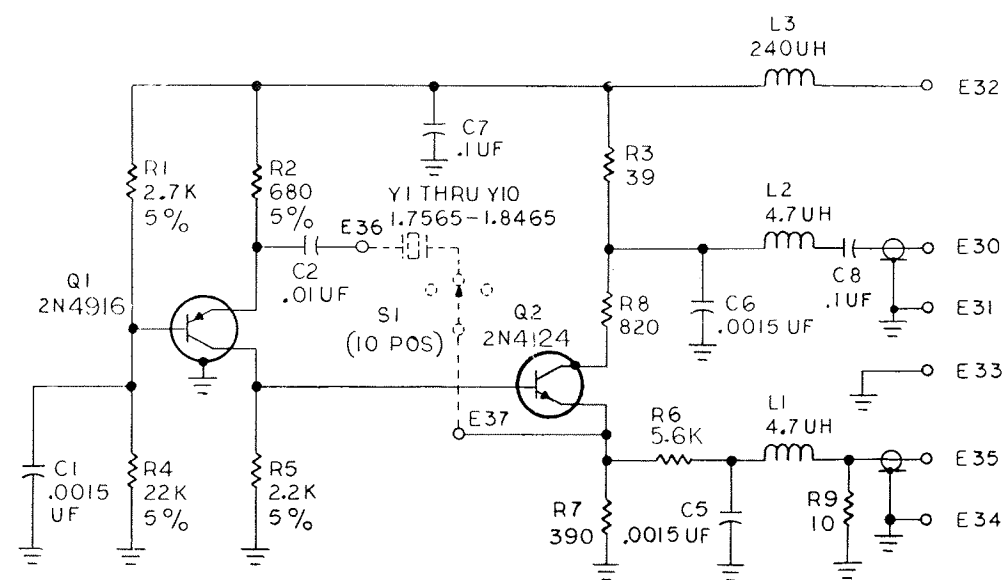 L3
240UH
E32
C7
.1UF
R1
2.7K
5%
R2
680
5%
R3
39
Y1 THRU Y10
1.7565-1.8465
L2
4.7UH
E36
E30
C2
.01UF
C8
.1UF
Q1
2N4916
S1
(10 POS)
Q2
2N4124
R8
820
C6
.0015 UF
E31
E33
E37
R6
5.6K
L1
4.7UH
E35
C1
.0015
UF
R4
22K
5%
R5
2.2K
5%
R7
390
C5
.0015UF
R9
10
E34